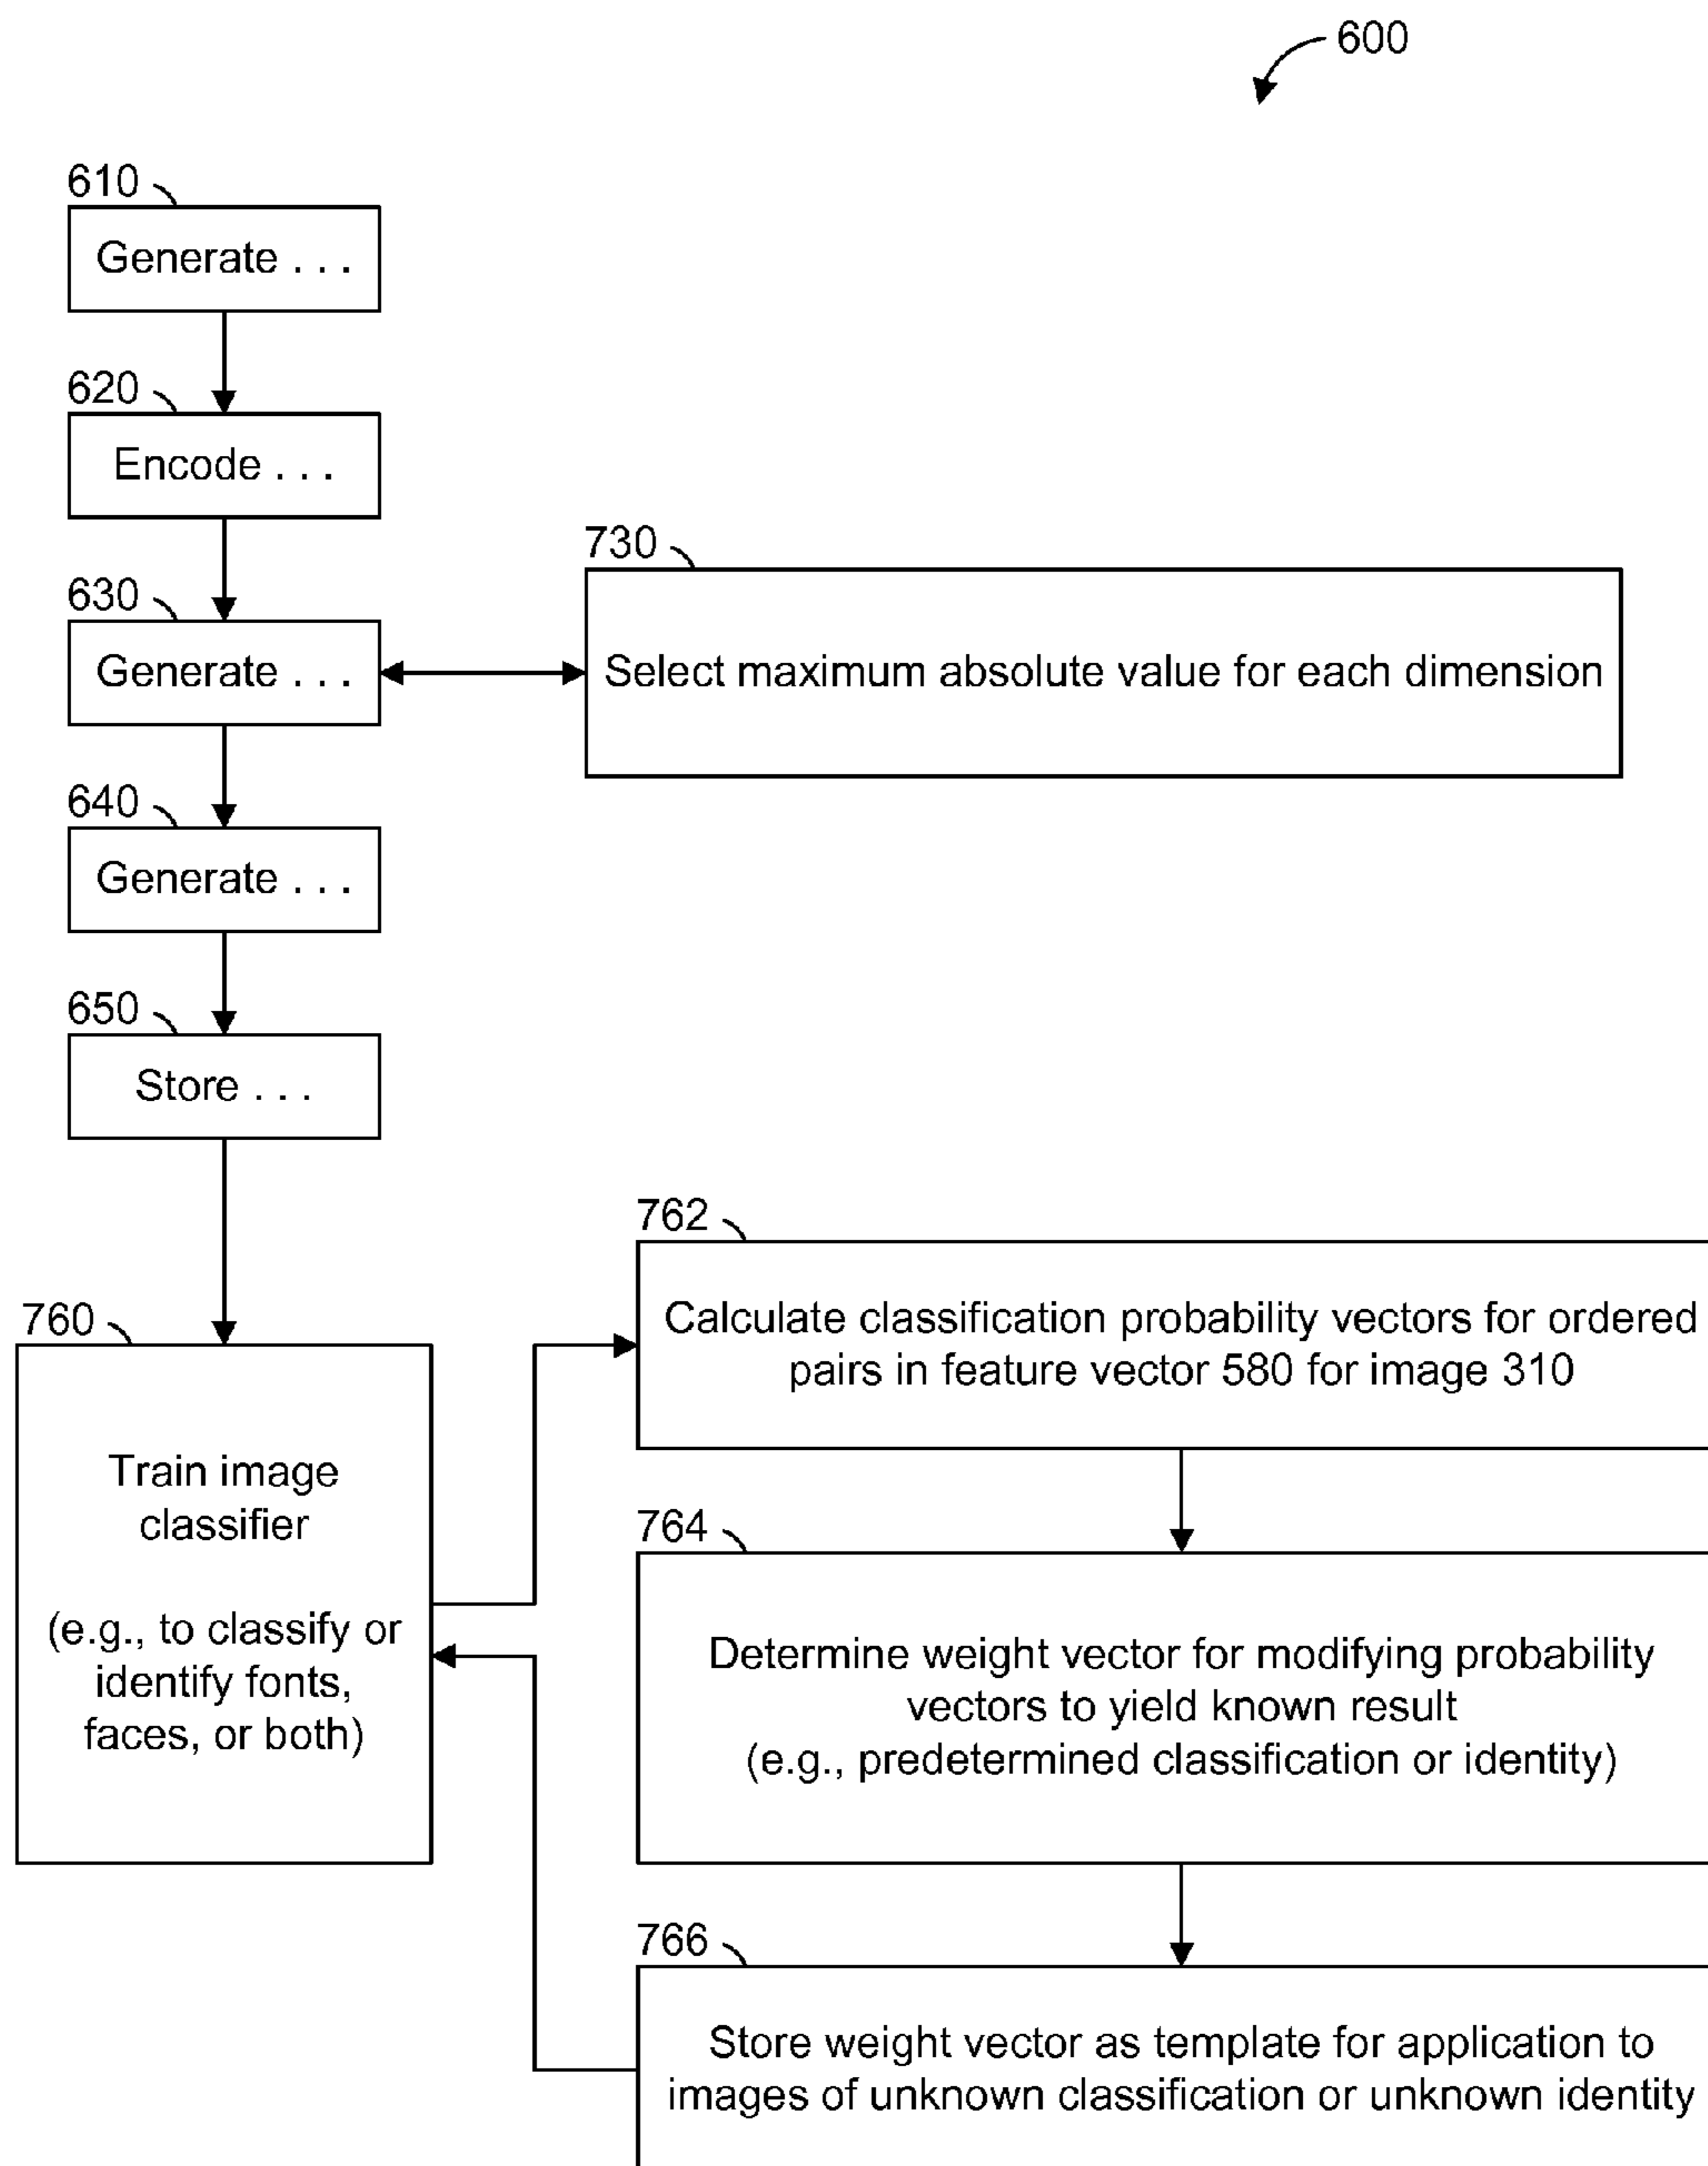 600
610
Generate . . .
620
Encode . . .
630
Generate . . .
730
Select maximum absolute value for each dimension
640
Generate . . .
650
Store . . .
760
Train image
classifier
(e.g., to classify or
identify fonts,
faces, or both)
762
Calculate classification probability vectors for ordered
pairs in feature vector 580 for image 310
764
Determine weight vector for modifying probability
vectors to yield known result
(e.g., predetermined classification or identity)
766
Store weight vector as template for application to
images of unknown classification or unknown identity